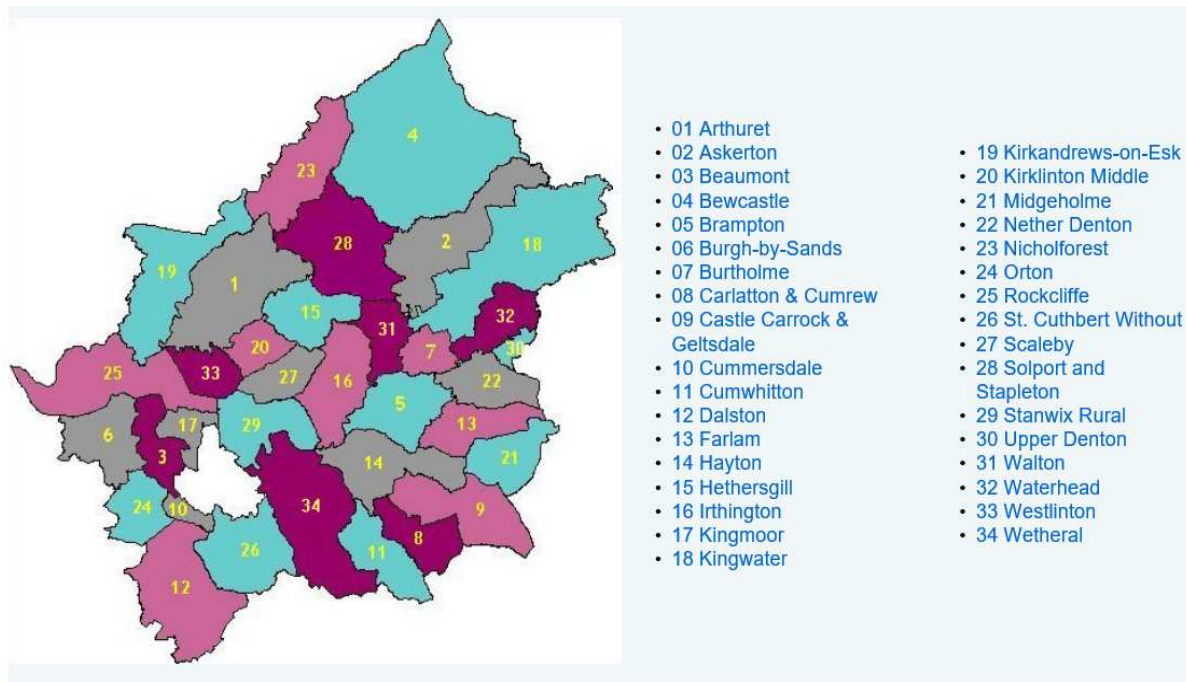 4
23
2
18
28
19
1
15
32
31
20
7
30
33
27
16
22
25
5
29
13
6
17
3
14
21
24
10
34
9
8
26
11
12
• 01 Arthuret
• 02 Askerton
• 03 Beaumont
• 04 Bewcastle
• 05 Brampton
• 06 Burgh-by-Sands
• 07 Burtholme
• 08 Carlatton & Cumrew
• 09 Castle Carrock &
Geltsdale
• 10 Cummersdale
• 11 Cumwhitton
• 12 Dalston
• 13 Farlam
• 14 Hayton
• 15 Hethersgill
• 16 Irthington
• 17 Kingmoor
• 18 Kingwater
• 19 Kirkandrews-on-Esk
• 20 Kirklinton Middle
• 21 Midgeholme
• 22 Nether Denton
• 23 Nicholforest
• 24 Orton
• 25 Rockcliffe
• 26 St. Cuthbert Without
• 27 Scaleby
• 28 Solport and
Stapleton
• 29 Stanwix Rural
• 30 Upper Denton
• 31 Walton
• 32 Waterhead
• 33 Westlinton
• 34 Wetheral